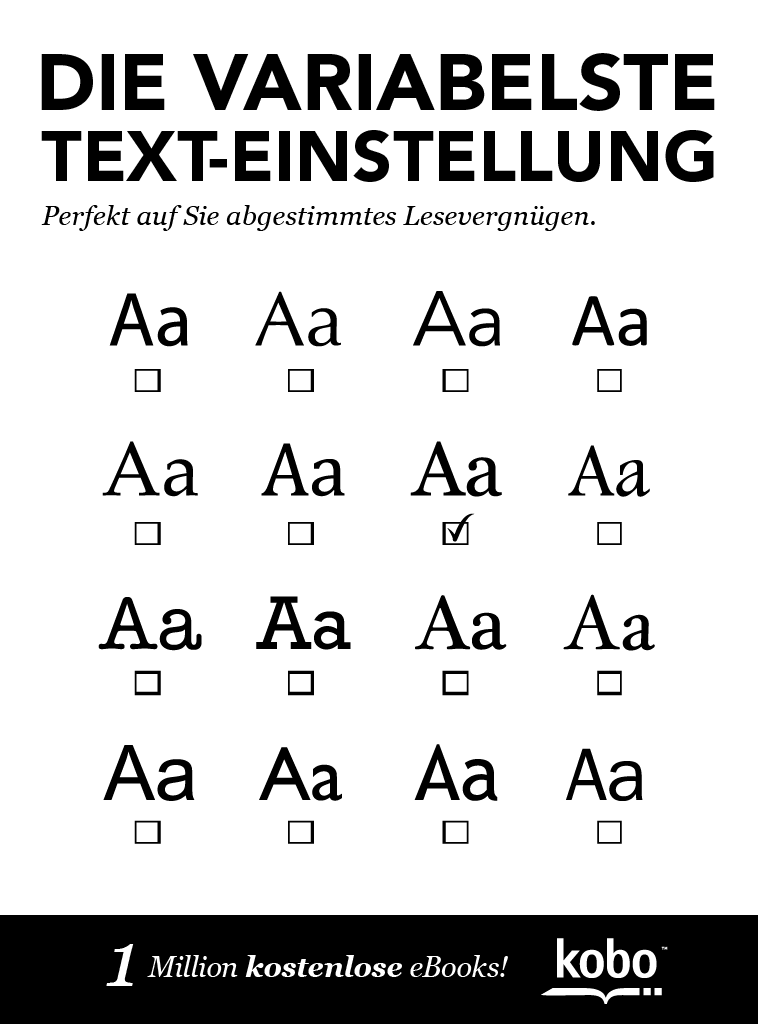 DIE VARIABELSTE
TEXT-EINSTELLUNG
Perfekt auf Sie abgestimmtes Lesevergnügen.
Aa Aa Aa Aa
Aa Aa Aa Aa
Aa Aa Aa Aa
Aa Aa Aa Aa
1 Million kostenlose eBooks!
kobo™